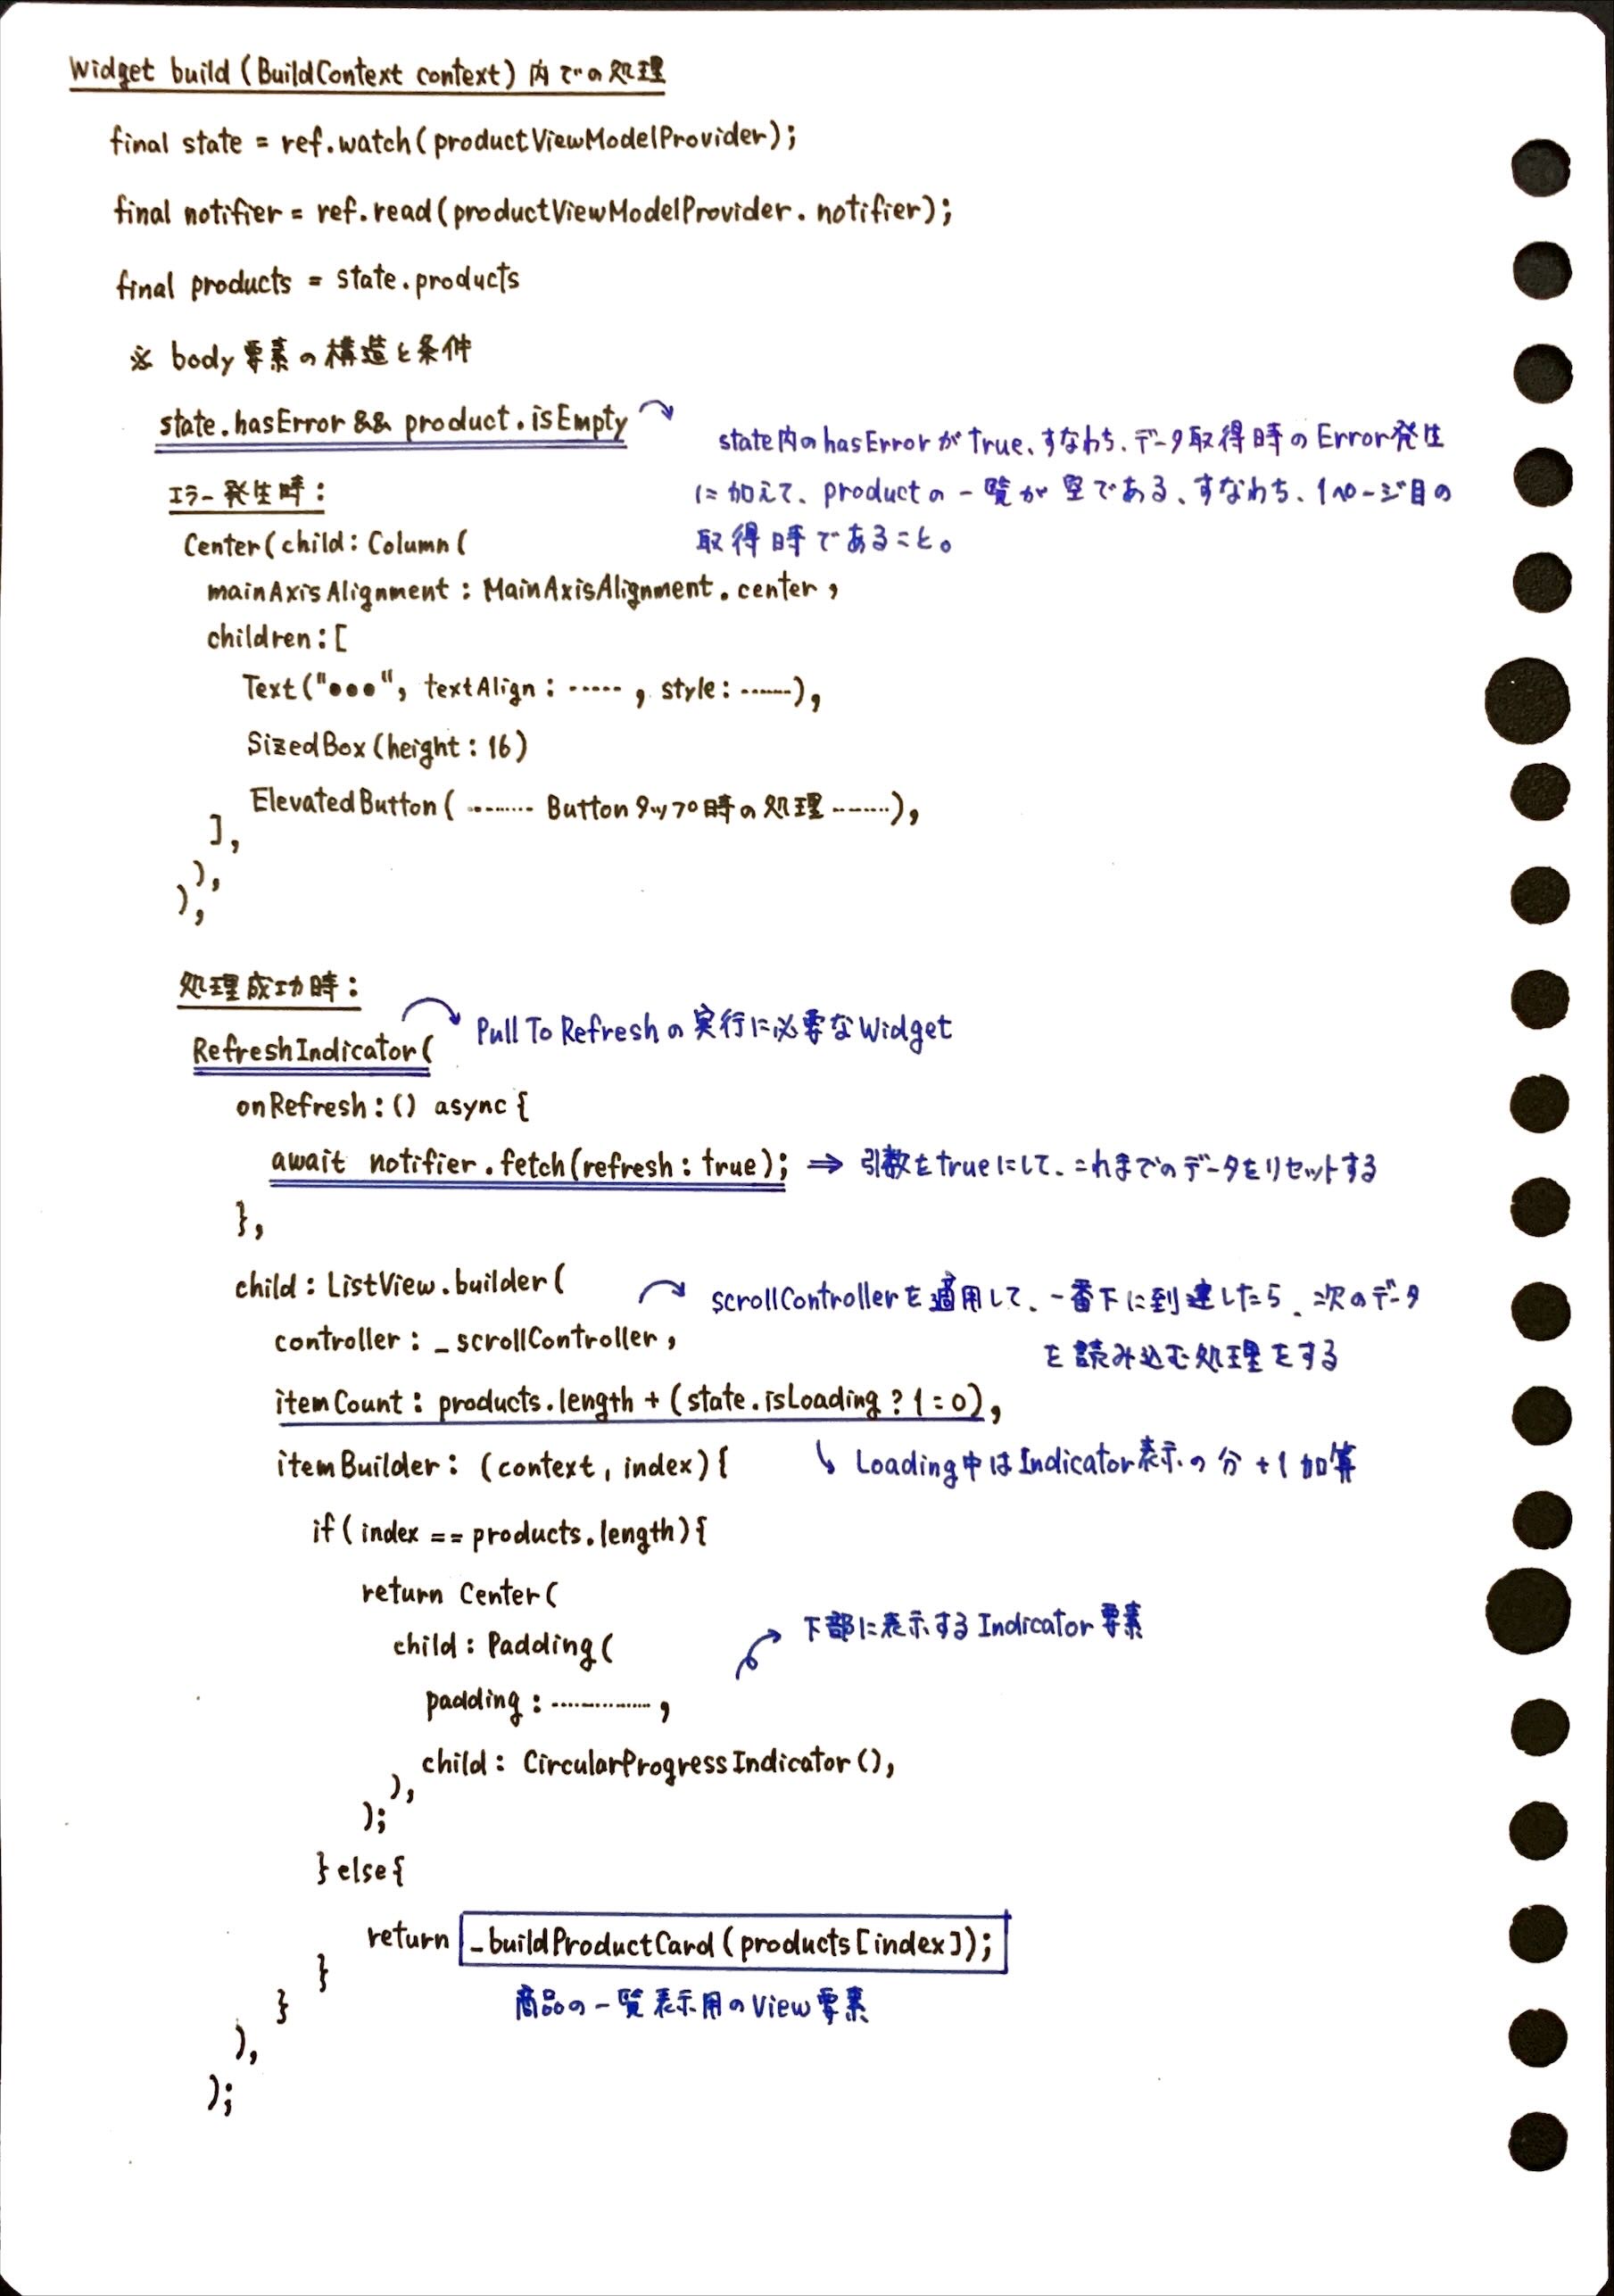 Widget build (BuildContext context) 内での処理
final state = ref.watch(productViewModelProvider);
final notifier = ref.read(productViewModelProvider.notifier);
final products = state.products
※ body要素の構造と条件
state.hasError && product.isEmpty
state内のhasErrorがTrue、すなわち、データ取得時のError発生
に加えて、productの一覧が空である、すなわち、1ページ目の
取得時であること。
エラー発生時:
Center(child: Column(
mainAxisAlignment: MainAxisAlignment.center,
children:[
Text("●●●", textAlign: ……, style: ……),
SizedBox(height: 16)
ElevatedButton( ……… Buttonタップ時の処理 ………),
],
),
),
処理成功時:
RefreshIndicator(
Pull To Refreshの実行に必要なWidget
onRefresh:() async{
await notifier.fetch(refresh: true); ⇒ 引数をtrueにして、これまでのデータをリセットする
},
child: ListView.builder(
scrollControllerを適用して、一番下に到達したら、次のデータ
を読み込む処理をする
controller: _scrollController,
itemCount: products.length + (state.isLoading ? 1 = 0),
Loading中はIndicator表示の分 +1 加算
itemBuilder: (context, index){
if(index == products.length){
return Center(
下部に表示するIndicator要素
child: Padding(
padding: ……………,
child: CircularProgressIndicator(),
),
);
}else{
return _buildProductCard(products[index]);
商品の一覧表示用のView要素
}
}
),
);